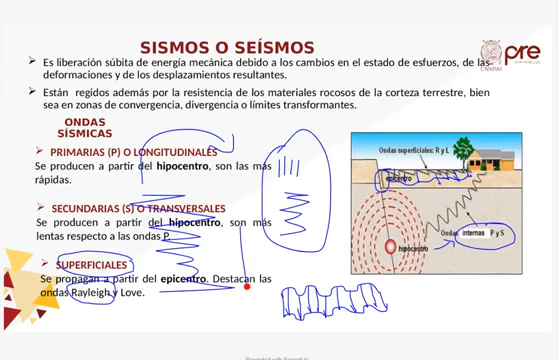 SISMOS O SEÍSMOS
Es liberación súbita de energía mecánica debido a los cambios en el estado de esfuerzos, de las
deformaciones y de los desplazamientos resultantes.
Están regidos además por la resistencia de los materiales rocosos de la corteza terrestre, bien
sea en zonas de convergencia, divergencia o límites transformantes.
pre
UNMSM
ONDAS
SÍSMICAS
PRIMARIAS (P) O LONGITUDINALES
Se producen a partir del hipocentro, son las más
rápidas.
SECUNDARIAS (S) O TRANSVERSALES
Se producen a partir del hipocentro, son más
lentas respecto a las ondas P.
SUPERFICIALES
Se propagan a partir del epicentro. Destacan las
ondas Rayleigh y Love.
Ondas superficiales: R y L
epicentro
Ondas internas P y S
hipocentro